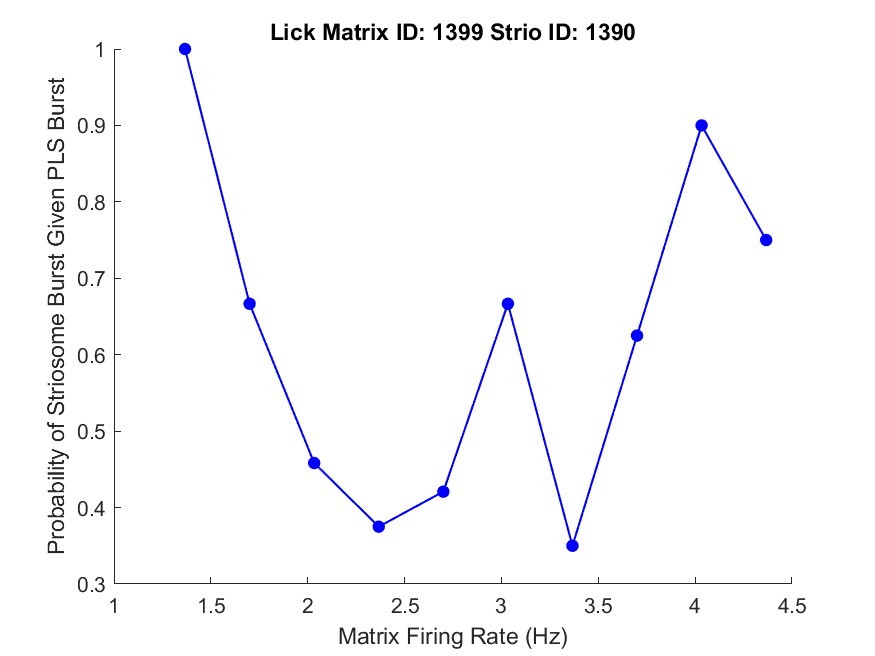 Lick Matrix ID: 1399 Strio ID: 1390
Probability of Striosome Burst Given PLS Burst
1
0.9
0.8
0.7
0.6
0.5
0.4
0.3
1 1.5 2 2.5 3 3.5 4 4.5
Matrix Firing Rate (Hz)